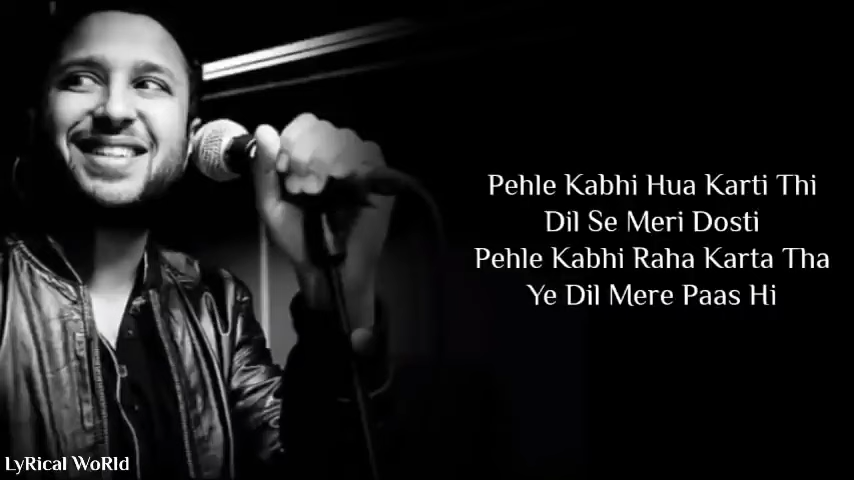 Pehle Kabhi Hua Karti Thi
Dil Se Meri Dosti
Pehle Kabhi Raha Karta Tha
Ye Dil Mere Paas Hi
LyRical WoRld